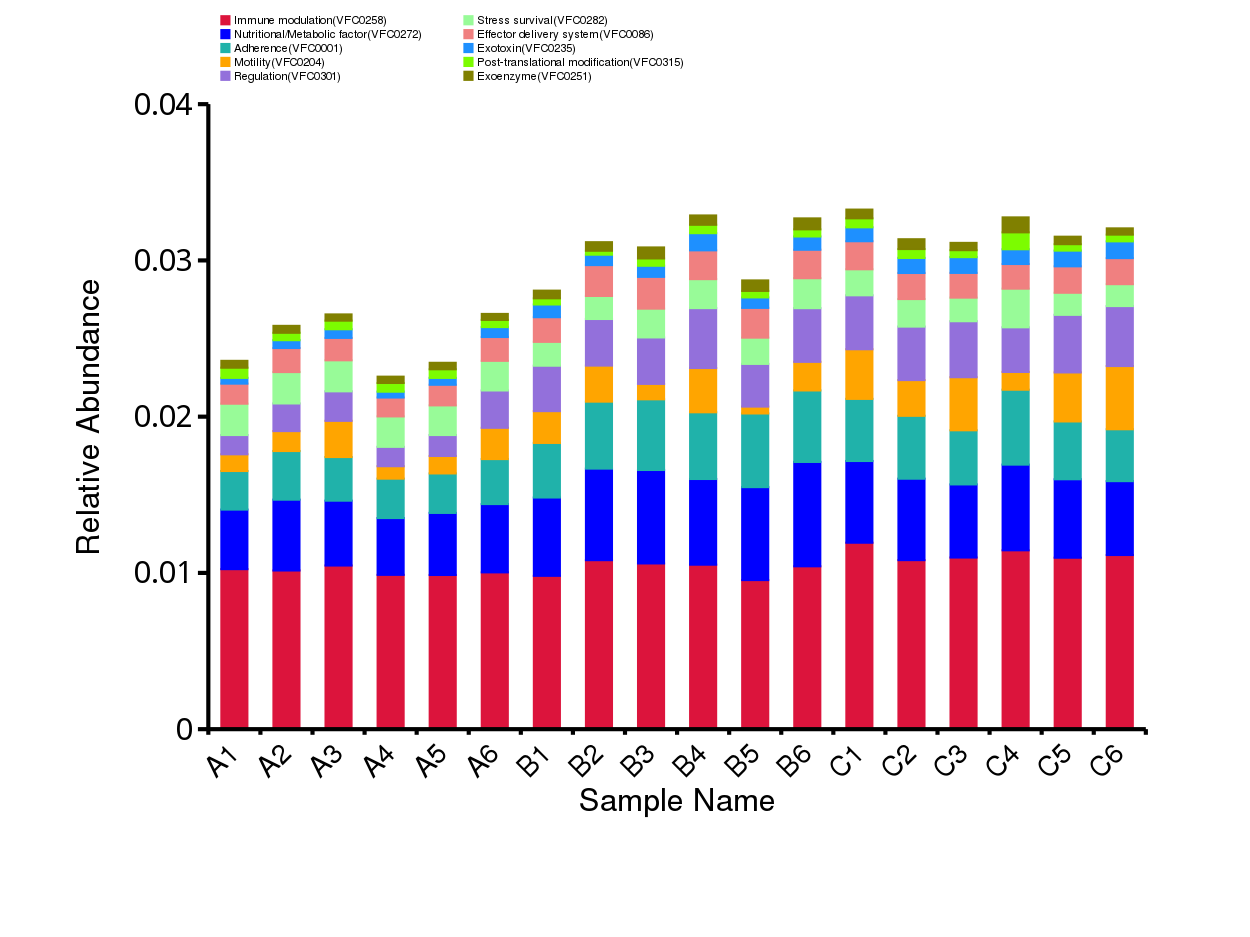 Immune modulation(VFC0258)
Nutritional/Metabolic factor(VFC0272)
Adherence(VFC0001)
Motility(VFC0204)
Regulation(VFC0301)
Stress survival(VFC0282)
Effector delivery system(VFC0086)
Exotoxin(VFC0235)
Post-translational modification(VFC0315)
Exoenzyme(VFC0251)
0.04
0.03
0.02
0.01
0
Relative Abundance
A1 A2 A3 A4 A5 A6 B1 B2 B3 B4 B5 B6 C1 C2 C3 C4 C5 C6
Sample Name